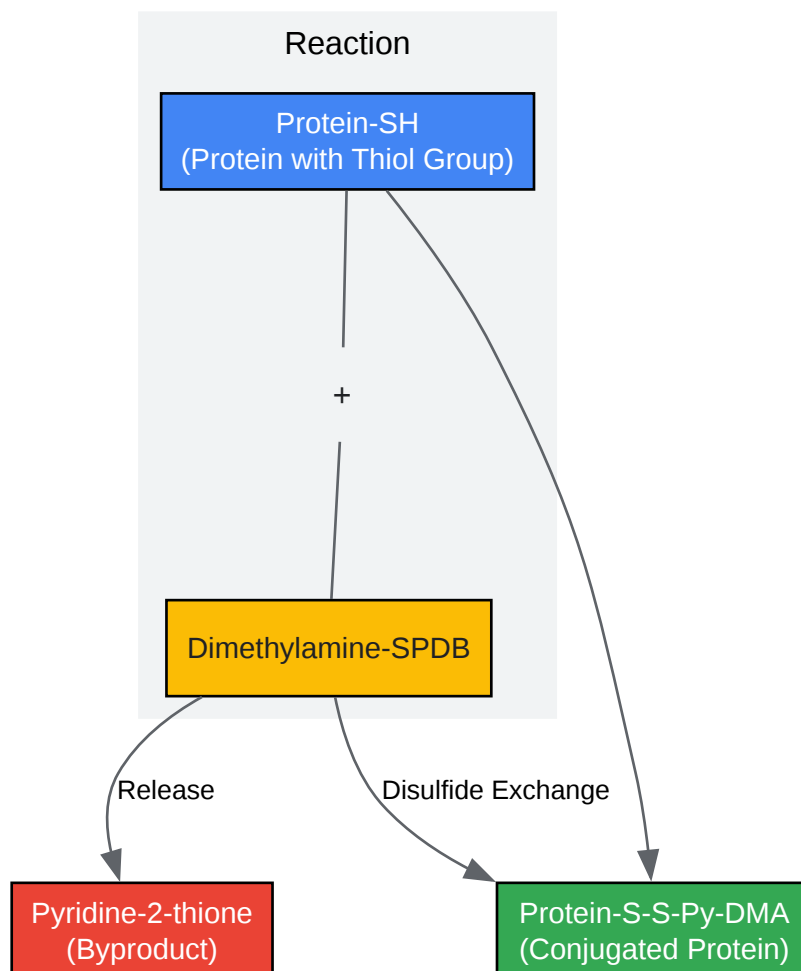 Reaction
Protein-SH
(Protein with Thiol Group)
+
Dimethylamine-SPDB
Release
Disulfide Exchange
Pyridine-2-thione
(Byproduct)
Protein-S-S-Py-DMA
(Conjugated Protein)